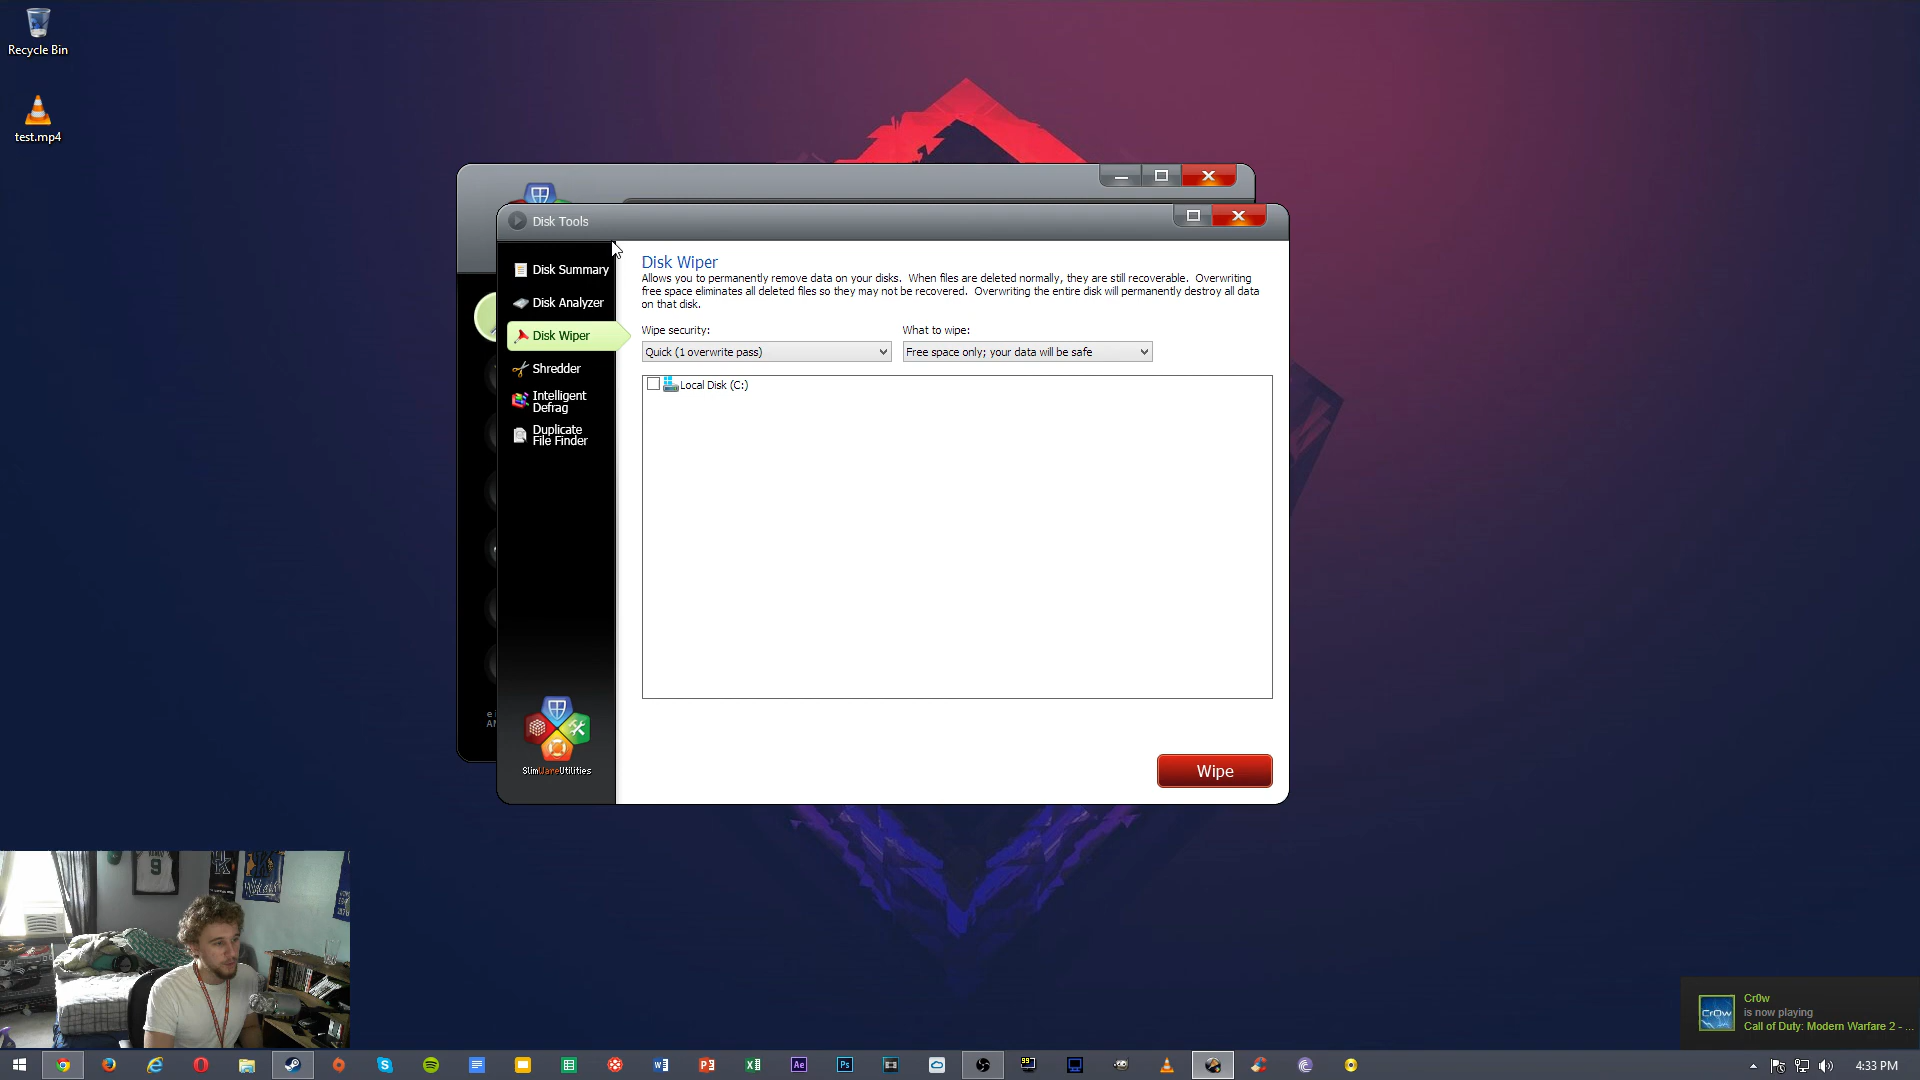 Recycle Bin
test.mp4
Disk Tools
Disk Summary
Disk Analyzer
Disk Wiper
Shredder
Intelligent
Defrag
Duplicate
File Finder
SlimWareUtilities
Disk Wiper
Allows you to permanently remove data on your disks. When files are deleted normally, they are still recoverable. Overwriting
free space eliminates all deleted files so they may not be recovered. Overwriting the entire disk will permanently destroy all data
on that disk.
Wipe security:
What to wipe:
Quick (1 overwrite pass)
Free space only; your data will be safe
Local Disk (C:)
Wipe
Cr0w
is now playing
Call of Duty: Modern Warfare 2 - ...
4:33 PM